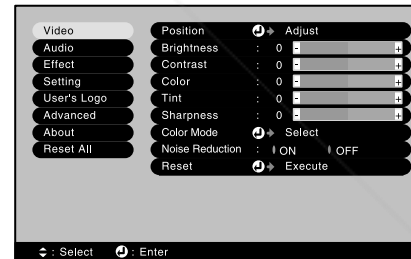 Video
Audio
Effect
Setting
User's Logo
Advanced
About
Reset All
Position Adjust
Brightness : 0 - +
Contrast : 0 - +
Color : 0 - +
Tint : 0 - +
Sharpness : 0 - +
Color Mode Select
Noise Reduction : ON OFF
Reset Execute
: Select : Enter